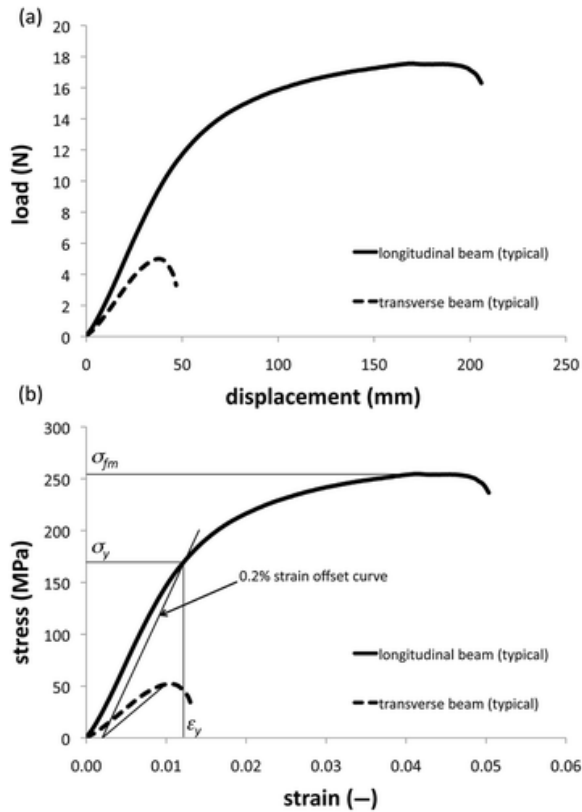 (a)
20
18
16
14
12
10
8
6
4
2
0
load (N)
longitudinal beam (typical)
transverse beam (typical)
0 50 100 150 200 250
displacement (mm)
(b)
300
250
200
150
100
50
0
stress (MPa)
σfm
σy
0.2% strain offset curve
longitudinal beam (typical)
transverse beam (typical)
εy
0.00 0.01 0.02 0.03 0.04 0.05 0.06
strain (—)